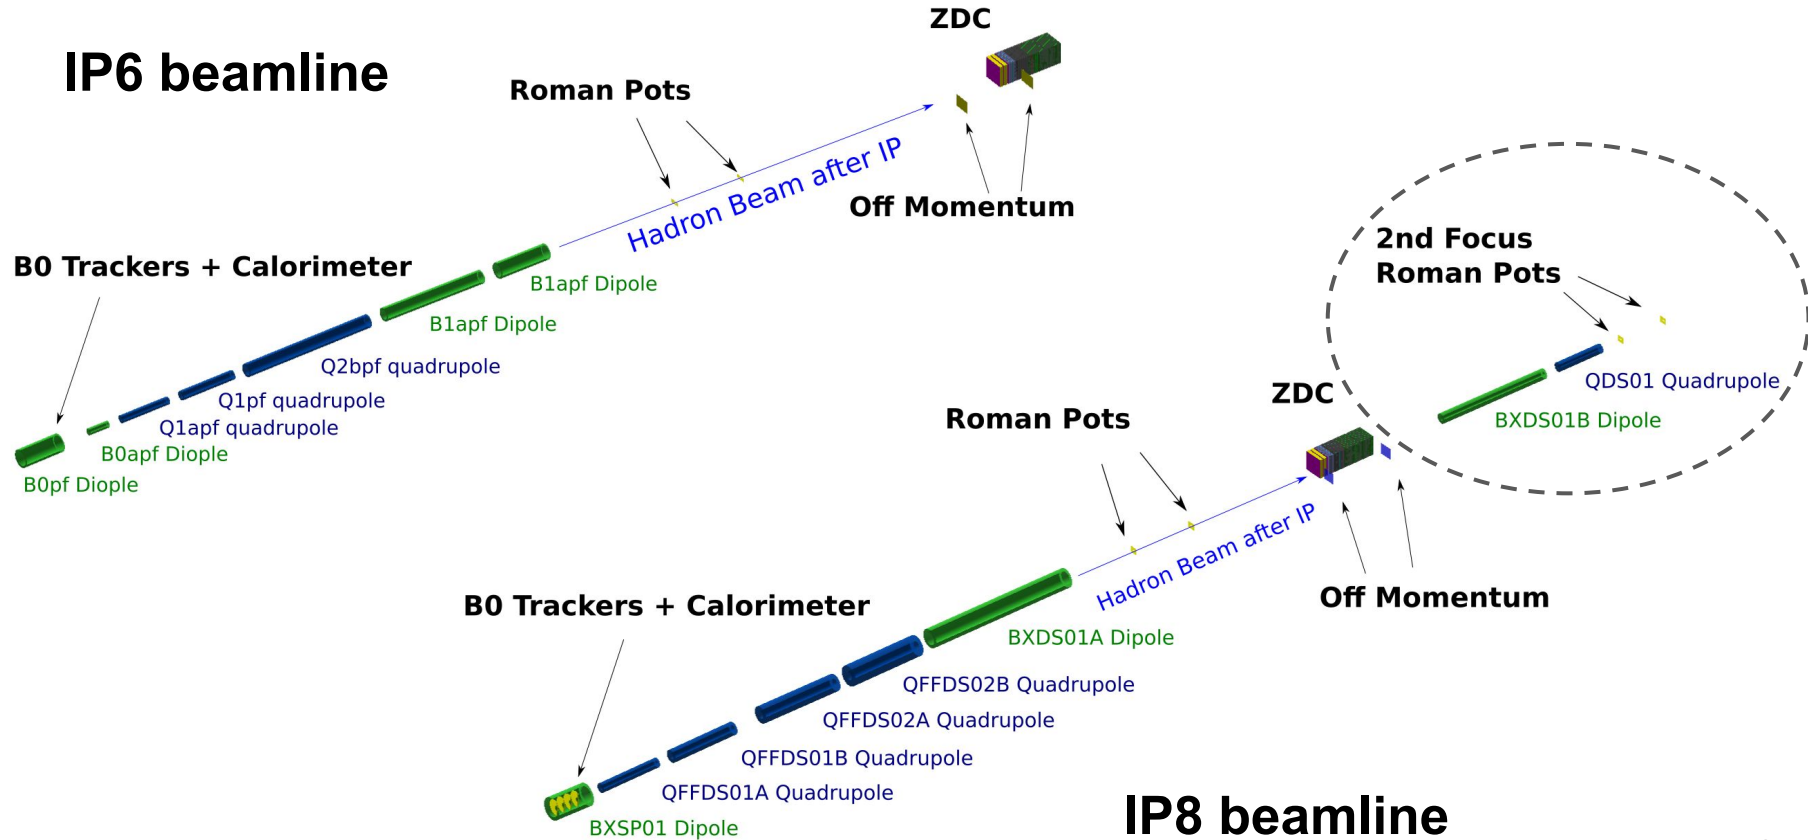 IP6 beamline
ZDC
Roman Pots
Hadron Beam after IP
Off Momentum
B0 Trackers + Calorimeter
B1apf Dipole
B1apf Dipole
Q2bpf quadrupole
Q1pf quadrupole
Q1apf quadrupole
B0apf Diople
B0pf Diople
2nd Focus
Roman Pots
QDS01 Quadrupole
BXDS01B Dipole
ZDC
Roman Pots
Hadron Beam after IP
Off Momentum
B0 Trackers + Calorimeter
BXDS01A Dipole
QFFDS02B Quadrupole
QFFDS02A Quadrupole
QFFDS01B Quadrupole
QFFDS01A Quadrupole
BXSP01 Dipole
IP8 beamline